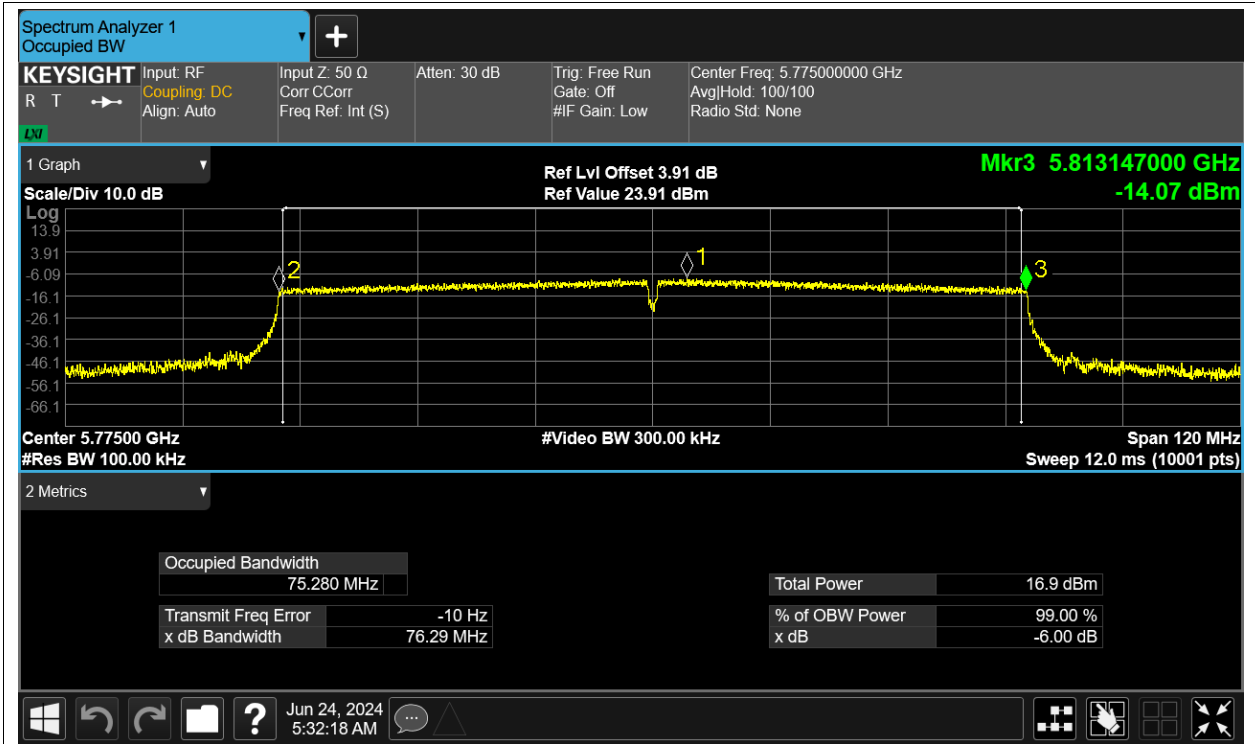 Spectrum Analyzer 1
Occupied BW
KEYSIGHT
R T
LXI
Input: RF
Coupling: DC
Align: Auto
Input Z: 50 Ω
Corr CCorr
Freq Ref: Int (S)
Atten: 30 dB
Trig: Free Run
Gate: Off
#IF Gain: Low
Center Freq: 5.775000000 GHz
Avg|Hold: 100/100
Radio Std: None
1 Graph
Scale/Div 10.0 dB
Ref Lvl Offset 3.91 dB
Ref Value 23.91 dBm
Mkr3 5.813147000 GHz
-14.07 dBm
Log
13.9
3.91
-6.09
-16.1
-26.1
-36.1
-46.1
-56.1
-66.1
2
1
3
Center 5.77500 GHz
#Video BW 300.00 kHz
Span 120 MHz
#Res BW 100.00 kHz
Sweep 12.0 ms (10001 pts)
2 Metrics
Occupied Bandwidth
75.280 MHz
Transmit Freq Error -10 Hz
x dB Bandwidth 76.29 MHz
Total Power 16.9 dBm
% of OBW Power 99.00 %
x dB -6.00 dB
?
Jun 24, 2024
5:32:18 AM